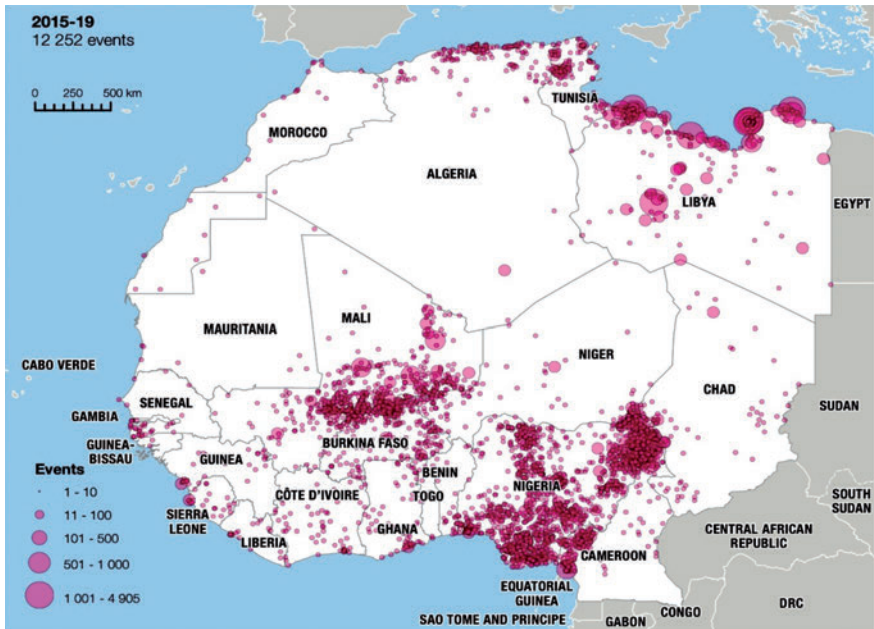 2015-19
12 252 events
0 250 500 km
TUNISIA
MOROCCO
ALGERIA
LIBYA
EGYPT
MAURITANIA
MALI
NIGER
CHAD
SUDAN
CABO VERDE
SENEGAL
GAMBIA
GUINEA-
BISSAU
GUINEA
BURKINA FASO
BENIN
TOGO
NIGERIA
CÔTE D'IVOIRE
GHANA
SIERRA
LEONE
LIBERIA
CAMEROON
CENTRAL AFRICAN
REPUBLIC
SOUTH
SUDAN
EQUATORIAL
GUINEA
SAO TOME AND PRINCIPE
GABON
CONGO
DRC
Events
1 - 10
11 - 100
101 - 500
501 - 1 000
1 001 - 4 905